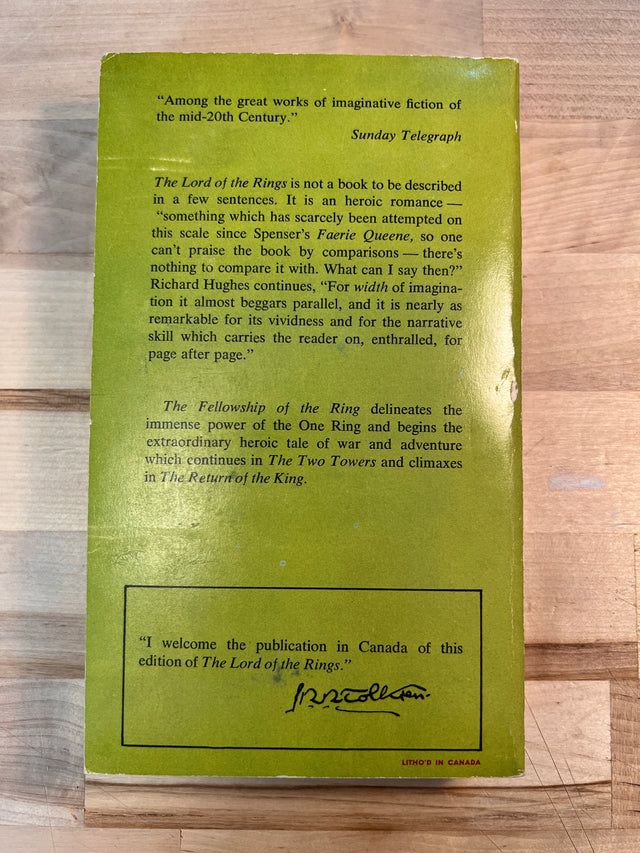 “Among the great works of imaginative fiction of
the mid-20th Century.”
Sunday Telegraph
The Lord of the Rings is not a book to be described
in a few sentences. It is an heroic romance —
“something which has scarcely been attempted on
this scale since Spenser's Faerie Queene, so one
can't praise the book by comparisons — there's
nothing to compare it with. What can I say then?”
Richard Hughes continues, “For width of imagina-
tion it almost beggars parallel, and it is nearly as
remarkable for its vividness and for the narrative
skill which carries the reader on, enthralled, for
page after page.”
The Fellowship of the Ring delineates the
immense power of the One Ring and begins the
extraordinary heroic tale of war and adventure
which continues in The Two Towers and climaxes
in The Return of the King.
“I welcome the publication in Canada of this
edition of The Lord of the Rings.”
J.R.R. Tolkien.
LITHO'D IN CANADA